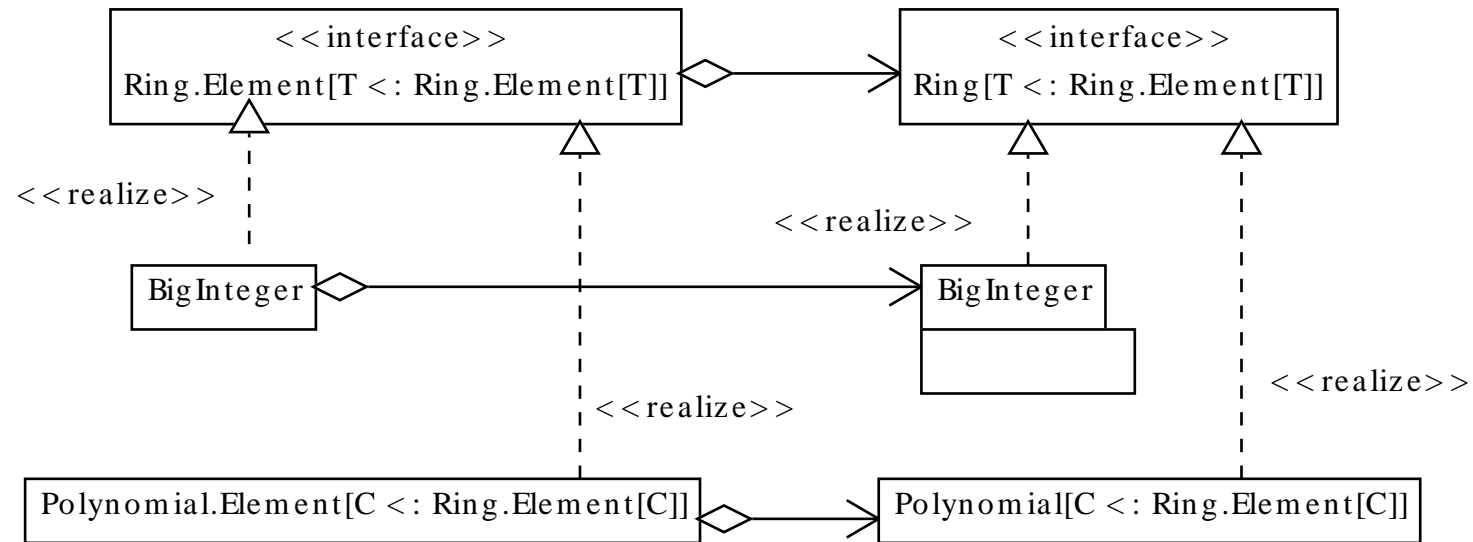 <<interface>>
Ring.Element[T <: Ring.Element[T]]
<<interface>>
Ring[T <: Ring.Element[T]]
<<realize>>
<<realize>>
BigInteger
BigInteger
<<realize>>
<<realize>>
Polynomial.Element[C <: Ring.Element[C]]
Polynomial[C <: Ring.Element[C]]